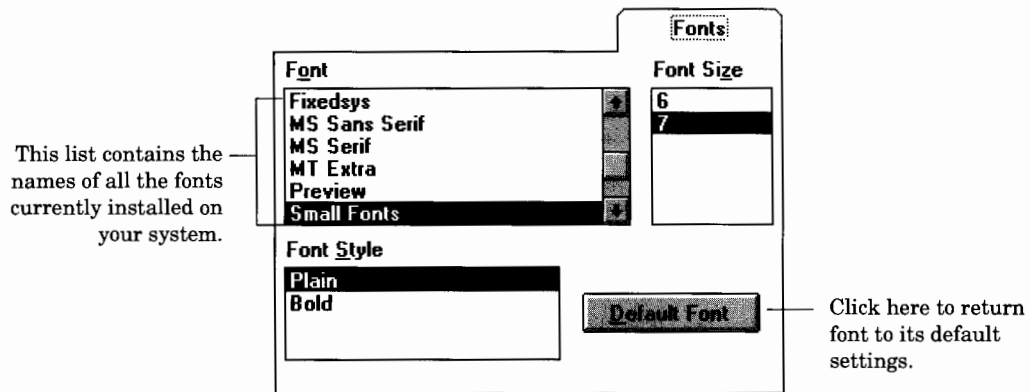 Fonts
Font
Font Size
Fixedsys
MS Sans Serif
MS Serif
MT Extra
Preview
Small Fonts
6
7
This list contains the
names of all the fonts
currently installed on
your system.
Font Style
Plain
Bold
Default Font
Click here to return
font to its default
settings.